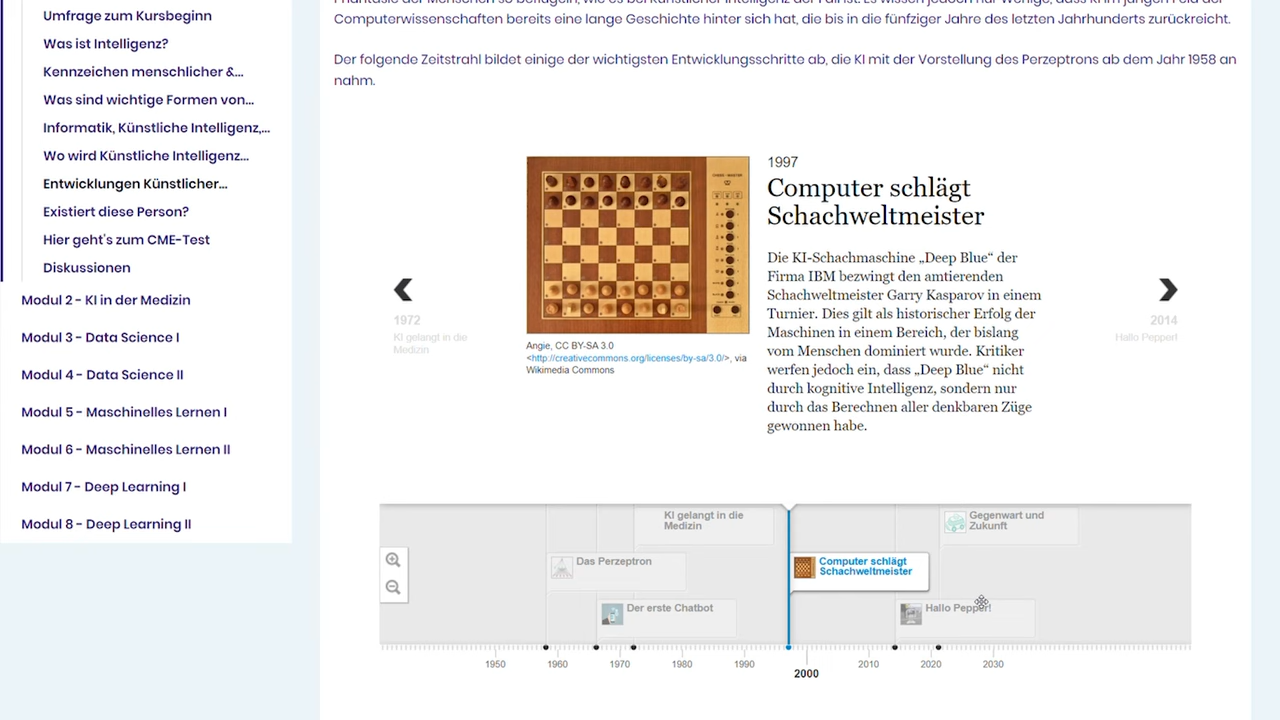 Umfrage zum Kursbeginn
Was ist Intelligenz?
Kennzeichen menschlicher &...
Was sind wichtige Formen von...
Informatik, Künstliche Intelligenz,...
Wo wird Künstliche Intelligenz...
Entwicklungen Künstlicher...
Existiert diese Person?
Hier geht's zum CME-Test
Diskussionen
Modul 2 - KI in der Medizin
Modul 3 - Data Science I
Modul 4 - Data Science II
Modul 5 - Maschinelles Lernen I
Modul 6 - Maschinelles Lernen II
Modul 7 - Deep Learning I
Modul 8 - Deep Learning II
Computerwissenschaften bereits eine lange Geschichte hinter sich hat, die bis in die fünfziger Jahre des letzten Jahrhunderts zurückreicht.
Der folgende Zeitstrahl bildet einige der wichtigsten Entwicklungsschritte ab, die KI mit der Vorstellung des Perzeptrons ab dem Jahr 1958 an
nahm.
1972
KI gelangt in die
Medizin
Angie, CC BY-SA 3.0
<http://creativecommons.org/licenses/by-sa/3.0/>, via
Wikimedia Commons
1997
Computer schlägt
Schachweltmeister
Die KI-Schachmaschine „Deep Blue“ der
Firma IBM bezwingt den amtierenden
Schachweltmeister Garry Kasparov in einem
Turnier. Dies gilt als historischer Erfolg der
Maschinen in einem Bereich, der bislang
vom Menschen dominiert wurde. Kritiker
werfen jedoch ein, dass „Deep Blue“ nicht
durch kognitive Intelligenz, sondern nur
durch das Berechnen aller denkbaren Züge
gewonnen habe.
2014
Hallo Pepper!
KI gelangt in die
Medizin
Gegenwart und
Zukunft
Das Perzeptron
Computer schlägt
Schachweltmeister
Der erste Chatbot
Hallo Pepper!
1950 1960 1970 1980 1990 2000 2010 2020 2030